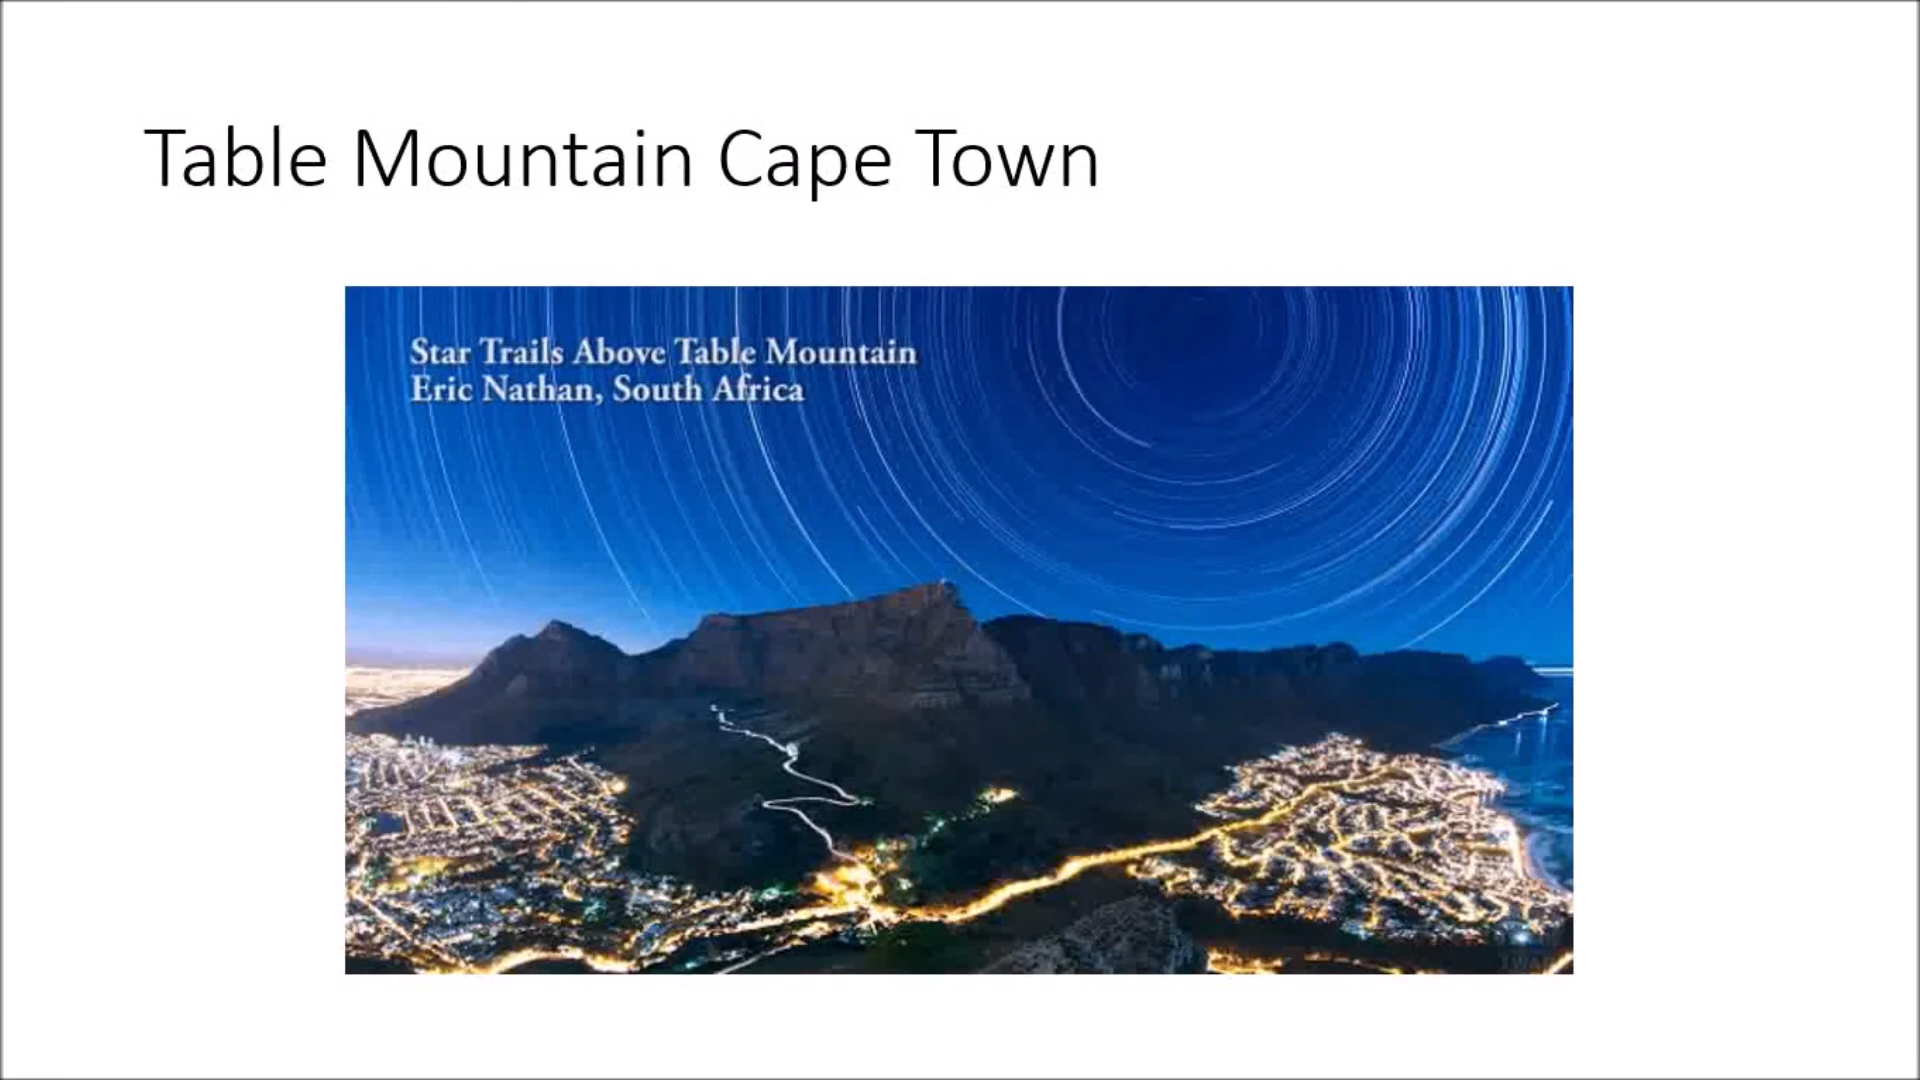 Table Mountain Cape Town
Star Trails Above Table Mountain
Eric Nathan, South Africa